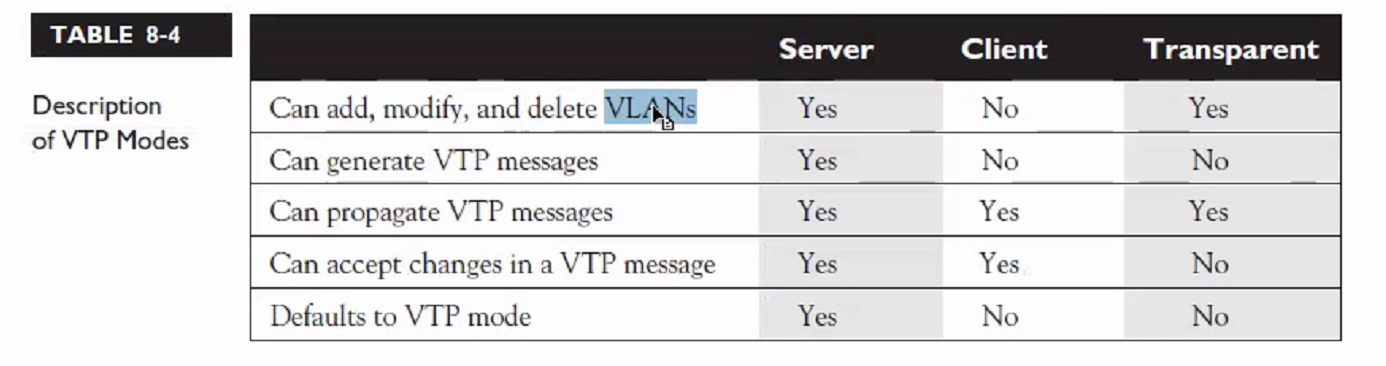 TABLE 8-4
Description
of VTP Modes
Server Client Transparent
Can add, modify, and delete VLANs Yes No Yes
Can generate VTP messages Yes No No
Can propagate VTP messages Yes Yes Yes
Can accept changes in a VTP message Yes Yes No
Defaults to VTP mode Yes No No